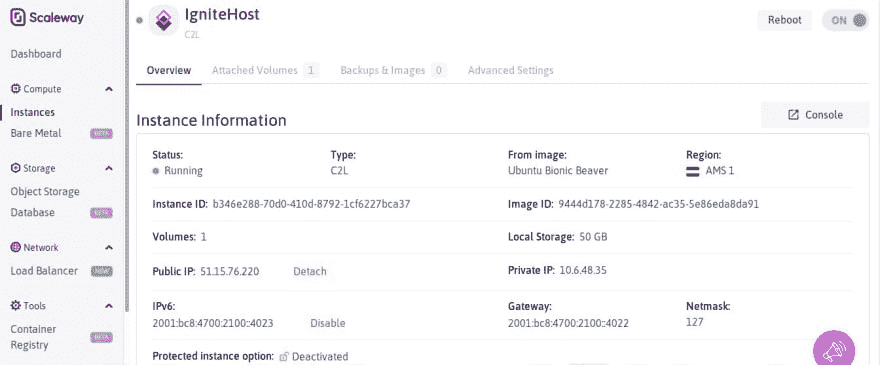 Scaleway
Dashboard
Compute
Instances
Bare Metal BETA
Storage
Object Storage
Database BETA
Network
Load Balancer NEW
Tools
Container
Registry BETA
IgniteHost
C2L
Reboot
ON
Overview
Attached Volumes 1
Backups & Images 0
Advanced Settings
Instance Information
Console
Status: Type: From image: Region:
Running C2L Ubuntu Bionic Beaver AMS 1
Instance ID: b346e288-70d0-410d-8792-1cf6227bca37 Image ID: 9444d178-2285-4842-ac35-5e86eda8da91
Volumes: 1 Local Storage: 50 GB
Public IP: 51.15.76.220 Detach Private IP: 10.6.48.35
IPv6: Gateway: Netmask:
2001:bc8:4700:2100::4023 Disable 2001:bc8:4700:2100::4022 127
Protected instance option: Deactivated